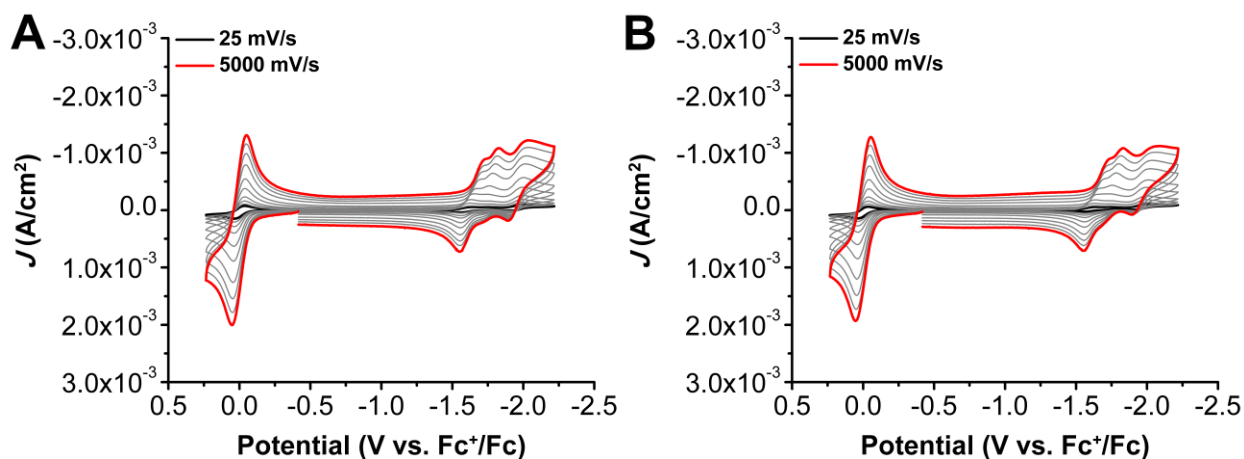 A
25 mV/s
5000 mV/s
-3.0x10⁻³
-2.0x10⁻³
-1.0x10⁻³
0.0
1.0x10⁻³
2.0x10⁻³
3.0x10⁻³
J (A/cm²)
0.5 0.0 -0.5 -1.0 -1.5 -2.0 -2.5
Potential (V vs. Fc⁺/Fc)
B
25 mV/s
5000 mV/s
-3.0x10⁻³
-2.0x10⁻³
-1.0x10⁻³
0.0
1.0x10⁻³
2.0x10⁻³
3.0x10⁻³
J (A/cm²)
0.5 0.0 -0.5 -1.0 -1.5 -2.0 -2.5
Potential (V vs. Fc⁺/Fc)